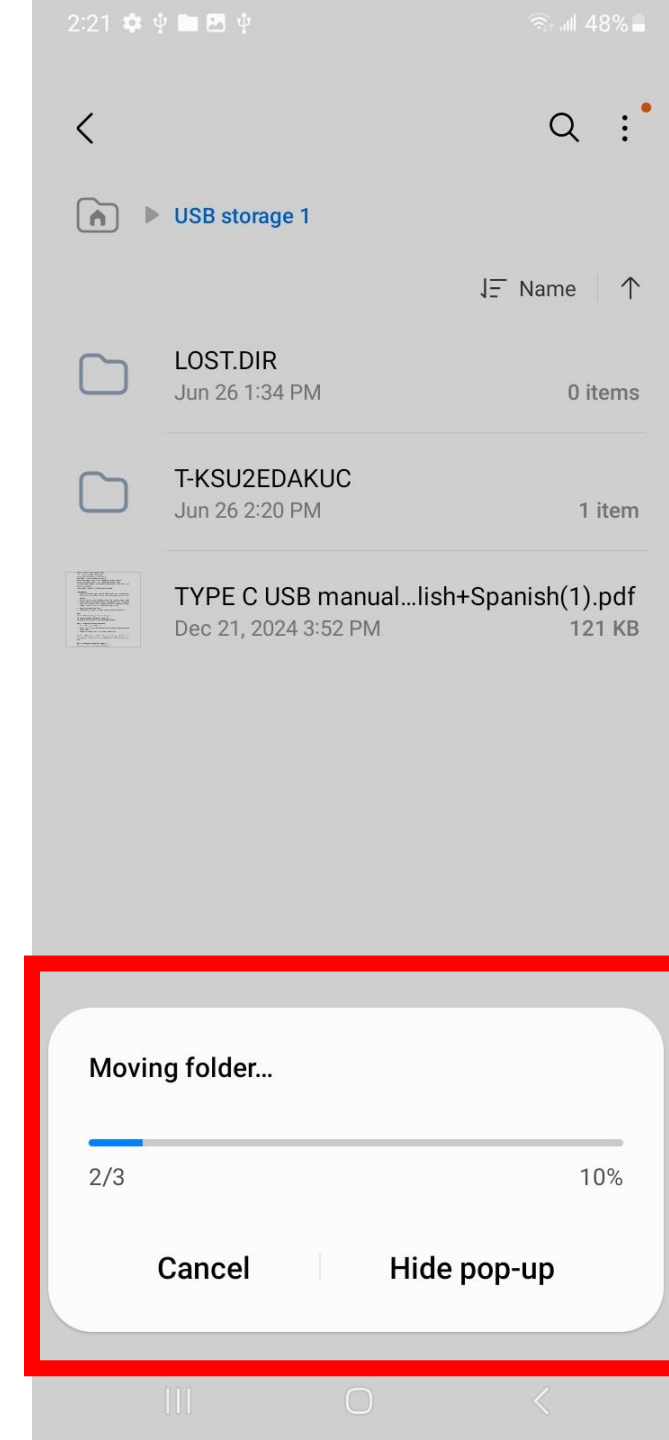 2:21
48%
USB storage 1
Name
LOST.DIR
Jun 26 1:34 PM
0 items
T-KSU2EDAKUC
Jun 26 2:20 PM
1 item
TYPE C USB manual...lish+Spanish(1).pdf
Dec 21, 2024 3:52 PM
121 KB
Moving folder...
2/3
10%
Cancel
Hide pop-up